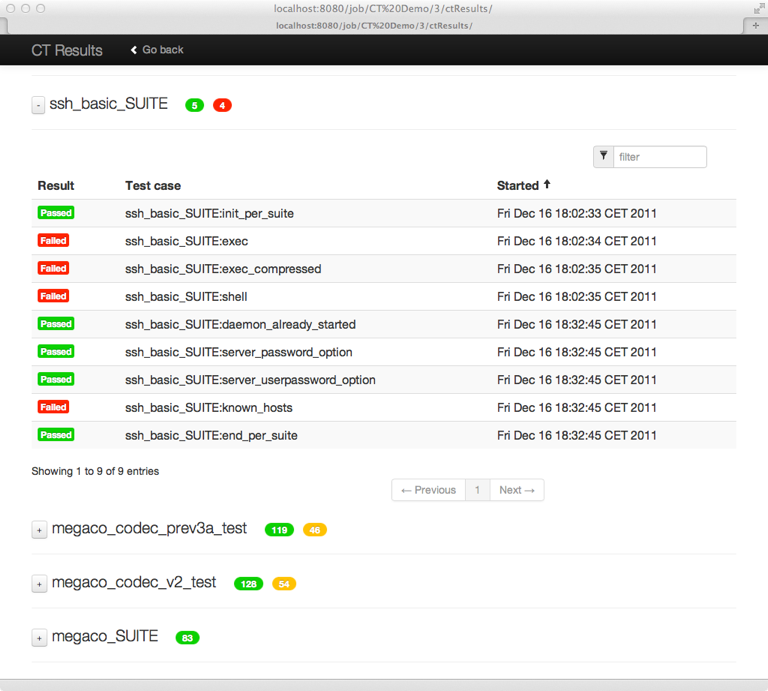 localhost:8080/job/CT%20Demo/3/ctResults/
localhost:8080/job/CT%20Demo/3/ctResults/
CT Results Go back
- ssh_basic_SUITE 5 4
filter
Result Test case Started
Passed ssh_basic_SUITE:init_per_suite Fri Dec 16 18:02:33 CET 2011
Failed ssh_basic_SUITE:exec Fri Dec 16 18:02:34 CET 2011
Failed ssh_basic_SUITE:exec_compressed Fri Dec 16 18:02:35 CET 2011
Failed ssh_basic_SUITE:shell Fri Dec 16 18:02:35 CET 2011
Passed ssh_basic_SUITE:daemon_already_started Fri Dec 16 18:32:45 CET 2011
Passed ssh_basic_SUITE:server_password_option Fri Dec 16 18:32:45 CET 2011
Passed ssh_basic_SUITE:server_userpassword_option Fri Dec 16 18:32:45 CET 2011
Failed ssh_basic_SUITE:known_hosts Fri Dec 16 18:32:45 CET 2011
Passed ssh_basic_SUITE:end_per_suite Fri Dec 16 18:32:45 CET 2011
Showing 1 to 9 of 9 entries
← Previous 1 Next →
+ megaco_codec_prev3a_test 119 46
+ megaco_codec_v2_test 128 54
+ megaco_SUITE 83